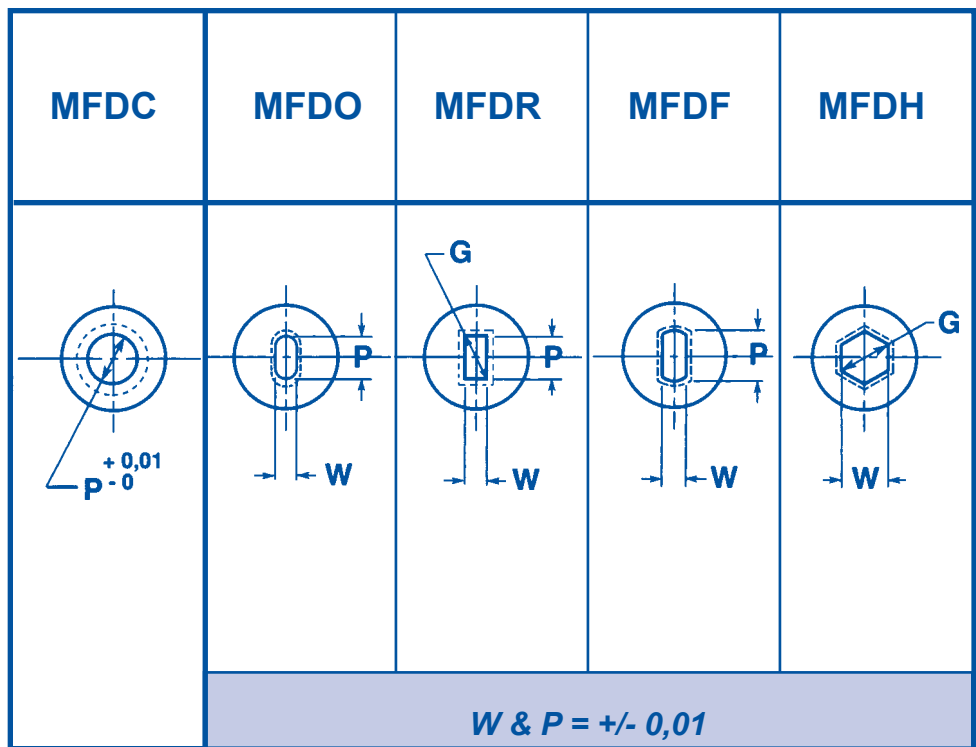 MFDC MFDO MFDR MFDF MFDH
P + 0,01 - 0
P
W
G
P
W
P
W
G
W
W & P = +/- 0,01